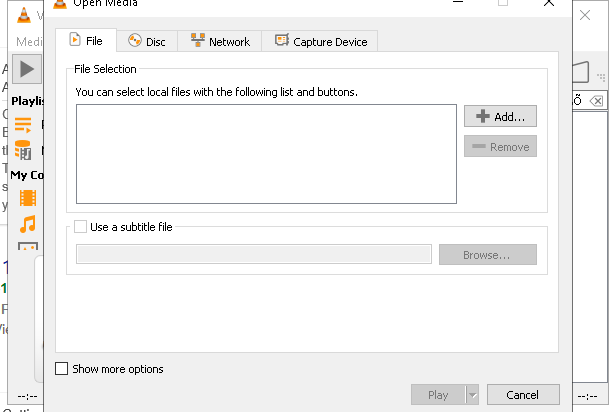 Open Media
Medi
File
Disc
Network
Capture Device
File Selection
You can select local files with the following list and buttons.
Add...
Remove
Playlis
My Co
Use a subtitle file
Browse...
Show more options
Play
Cancel
--:--
--:--